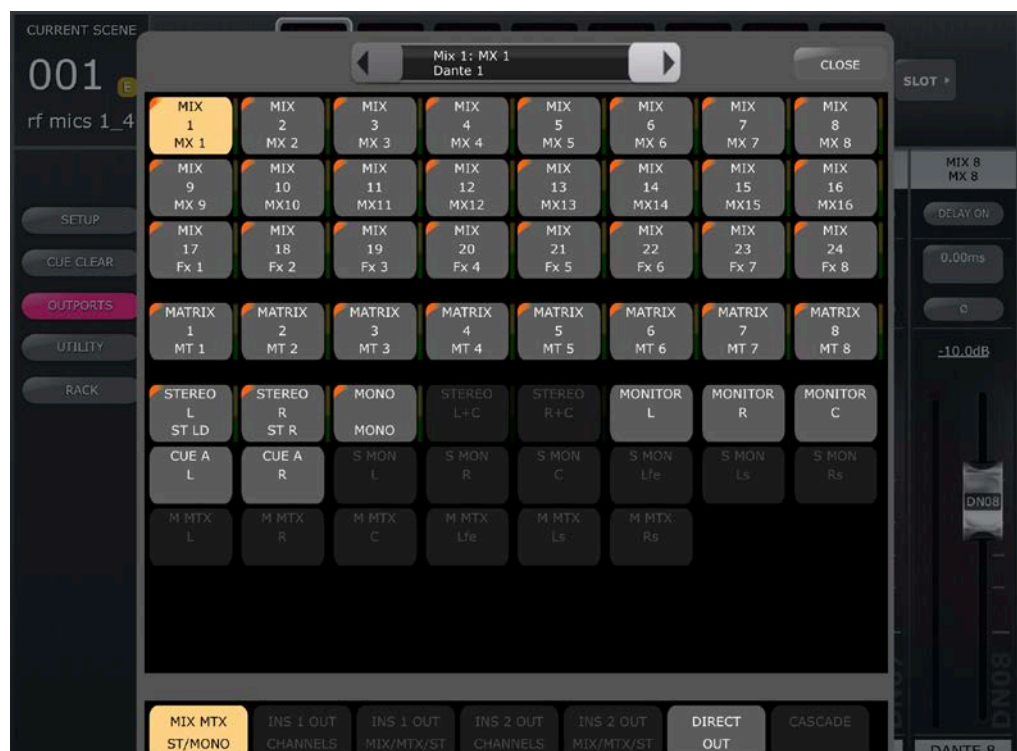 CURRENT SCENE
001 E
rf mics 1_4
Mix 1: MX 1
Dante 1
CLOSE
SLOT
MIX MIX MIX MIX MIX MIX MIX MIX
1 2 3 4 5 6 7 8
MX 1 MX 2 MX 3 MX 4 MX 5 MX 6 MX 7 MX 8
MIX MIX MIX MIX MIX MIX MIX MIX
9 10 11 12 13 14 15 16
MX 9 MX10 MX11 MX12 MX13 MX14 MX15 MX16
MIX MIX MIX MIX MIX MIX MIX MIX
17 18 19 20 21 22 23 24
Fx 1 Fx 2 Fx 3 Fx 4 Fx 5 Fx 6 Fx 7 Fx 8
MATRIX MATRIX MATRIX MATRIX MATRIX MATRIX MATRIX MATRIX
1 2 3 4 5 6 7 8
MT 1 MT 2 MT 3 MT 4 MT 5 MT 6 MT 7 MT 8
STEREO STEREO MONO STEREO STEREO MONITOR MONITOR MONITOR
L R L+C R+C L R C
ST LD ST R MONO
CUE A CUE A S MON S MON S MON S MON S MON S MON
L R L R C Lfe Ls Rs
M MTX M MTX M MTX M MTX M MTX M MTX
L R C Lfe Ls Rs
MIX MTX INS 1 OUT INS 1 OUT INS 2 OUT INS 2 OUT DIRECT CASCADE
ST/MONO CHANNELS MIX/MTX/ST CHANNELS MIX/MTX/ST OUT
SETUP
CUE CLEAR
OUTPORTS
UTILITY
RACK
MIX 8
MX 8
DELAY ON
0.00ms
Ø
-10.0dB
DN08
DN07
DN08
DANTE 8